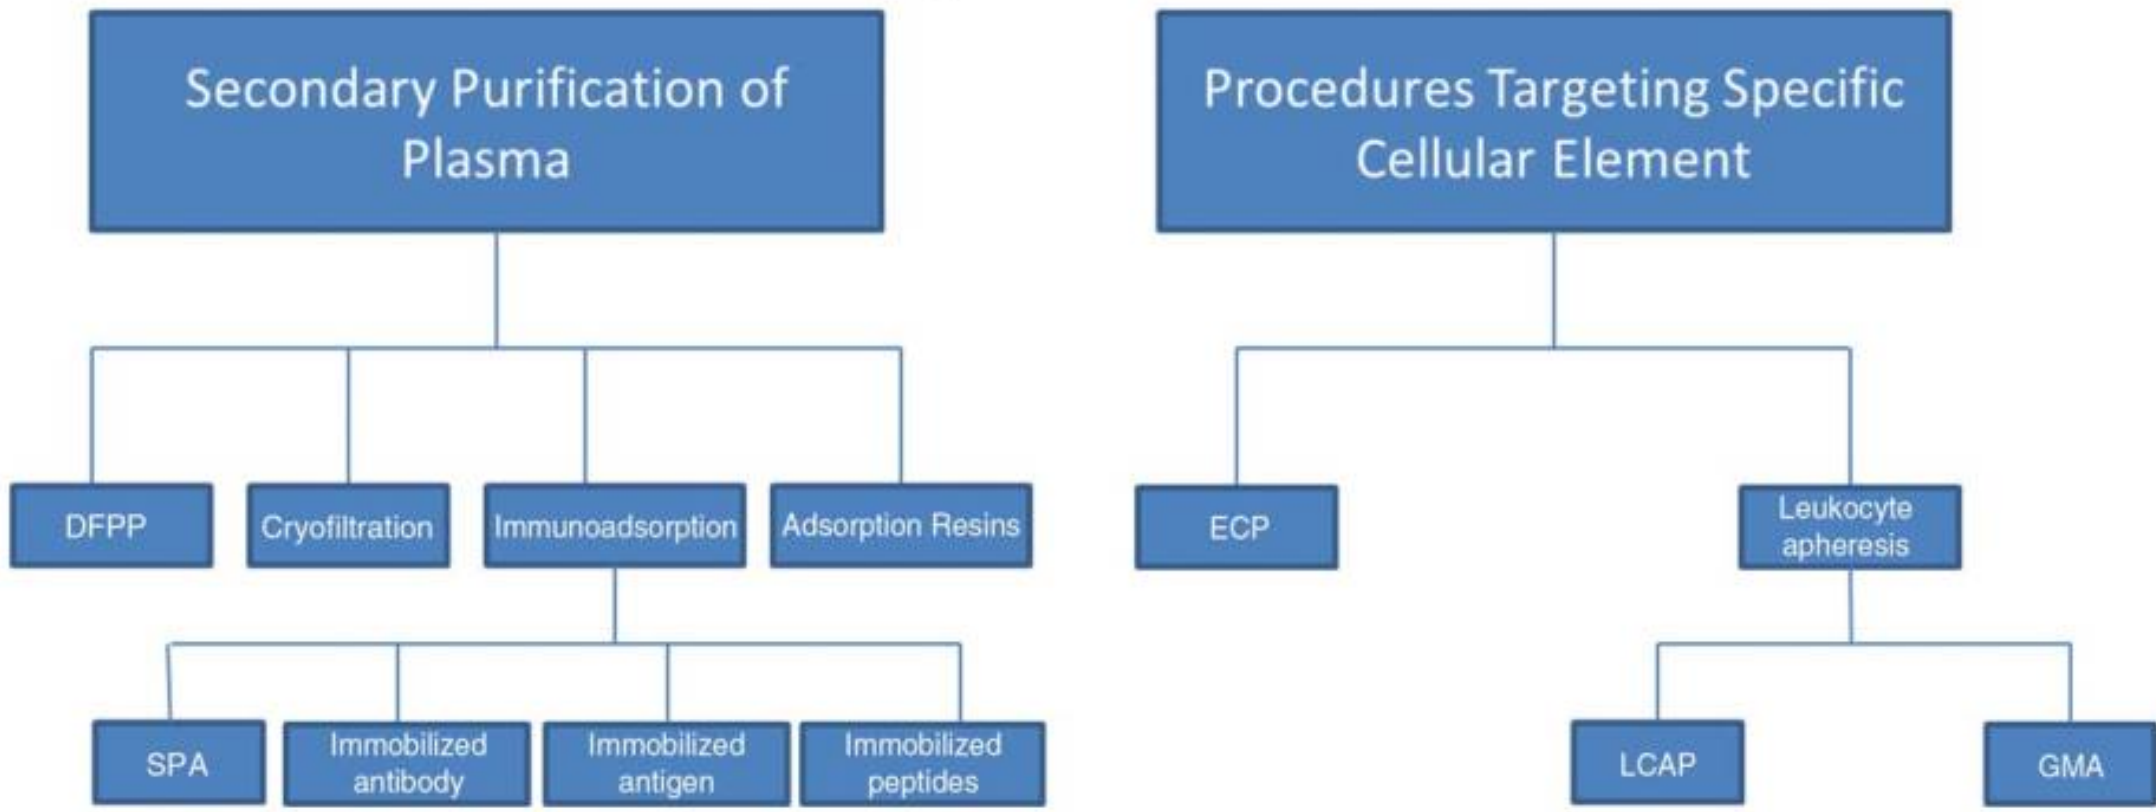 Secondary Purification of
Plasma
Procedures Targeting Specific
Cellular Element
DFPP
Cryofiltration
Immunoadsorption
Adsorption Resins
ECP
Leukocyte
apheresis
SPA
Immobilized
antibody
Immobilized
antigen
Immobilized
peptides
LCAP
GMA